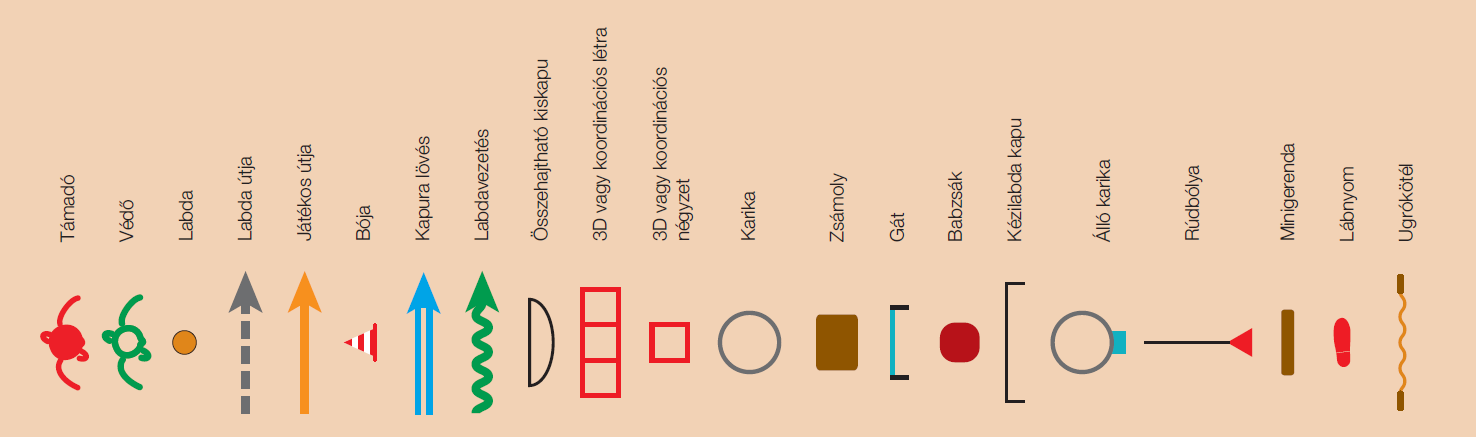 Támadó
Védő
Labda
Labda útja
Játékos útja
Bója
Kapura lövés
Labdavezetés
Összehajtható kiskapu
3D vagy koordinációs létra
3D vagy koordinációs
négyzet
Karika
Zsámoly
Gát
Babzsák
Kézilabda kapu
Álló karika
Rúdbólya
Minigerenda
Lábnyom
Ugrókötél